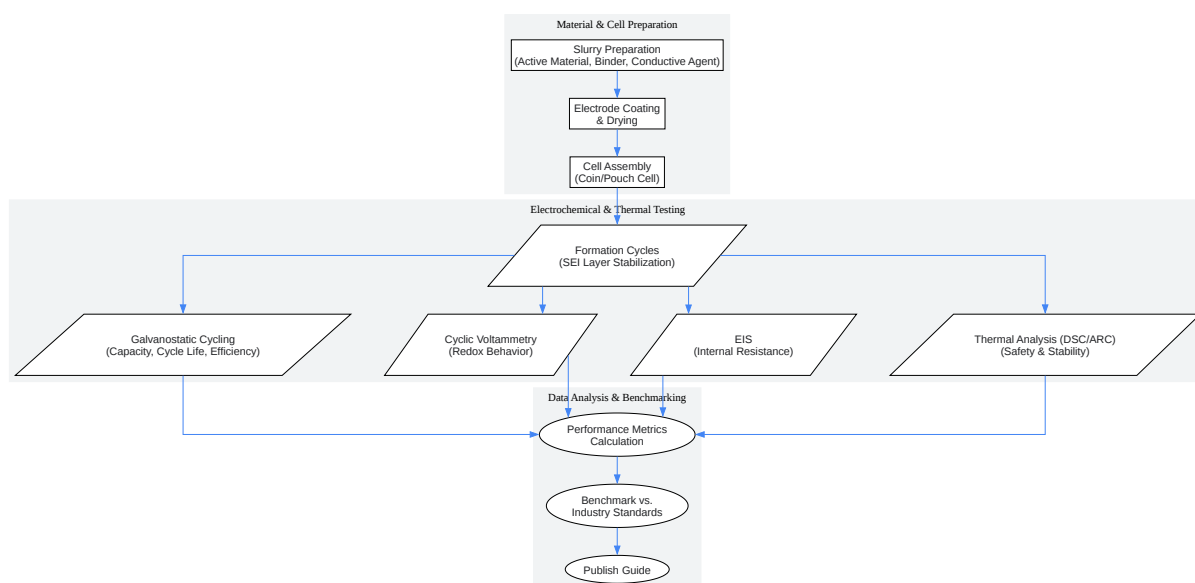 Material & Cell Preparation
Slurry Preparation
(Active Material, Binder, Conductive Agent)
Electrode Coating
& Drying
Cell Assembly
(Coin/Pouch Cell)
Electrochemical & Thermal Testing
Formation Cycles
(SEI Layer Stabilization)
Galvanostatic Cycling
(Capacity, Cycle Life, Efficiency)
Cyclic Voltammetry
(Redox Behavior)
EIS
(Internal Resistance)
Thermal Analysis (DSC/ARC)
(Safety & Stability)
Data Analysis & Benchmarking
Performance Metrics
Calculation
Benchmark vs.
Industry Standards
Publish Guide